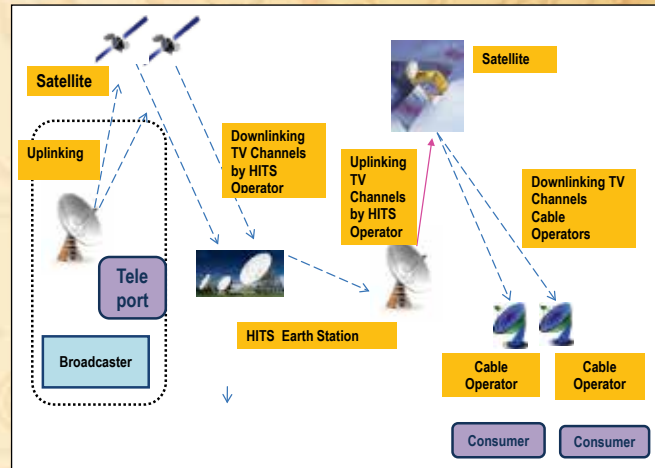 Satellite
Uplinking
Tele
port
Broadcaster
Downlinking
TV Channels
by HITS
Operator
HITS Earth Station
Uplinking
TV
Channels
by HITS
Operator
Satellite
Downlinking TV
Channels
Cable
Operators
Cable
Operator
Cable
Operator
Consumer
Consumer